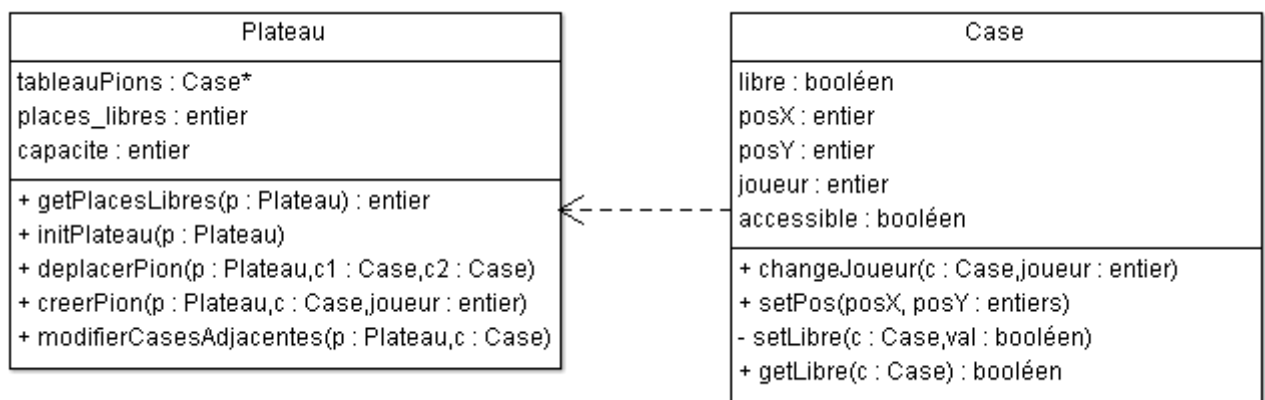 Plateau
tableauPions : Case*
places_libres : entier
capacite : entier
+ getPlacesLibres(p : Plateau) : entier
+ initPlateau(p : Plateau)
+ deplacerPion(p : Plateau,c1 : Case,c2 : Case)
+ creerPion(p : Plateau,c : Case,joueur : entier)
+ modifierCasesAdjacentes(p : Plateau,c : Case)
Case
libre : booléen
posX : entier
posY : entier
joueur : entier
accessible : booléen
+ changeJoueur(c : Case,joueur : entier)
+ setPos(posX, posY : entiers)
- setLibre(c : Case,val : booléen)
+ getLibre(c : Case) : booléen